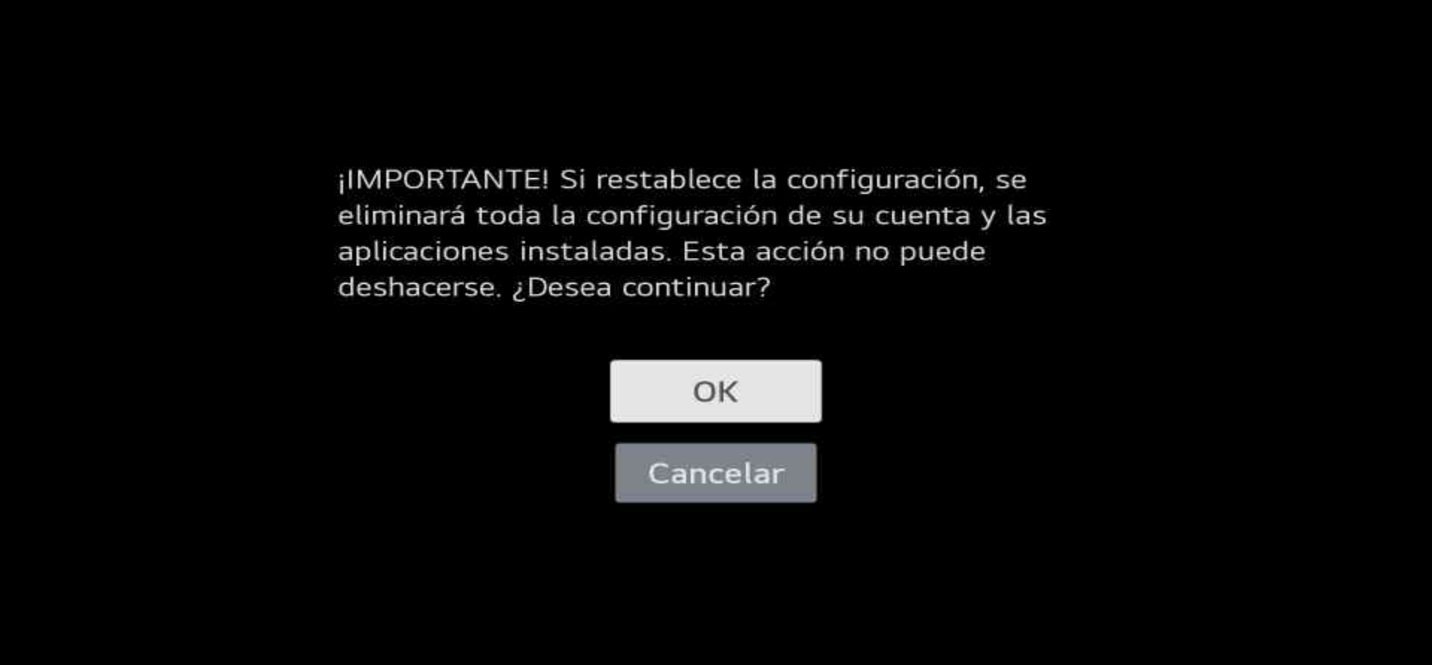 ¡IMPORTANTE! Si restablece la configuración, se
eliminará toda la configuración de su cuenta y las
aplicaciones instaladas. Esta acción no puede
deshacerse. ¿Desea continuar?
OK
Cancelar